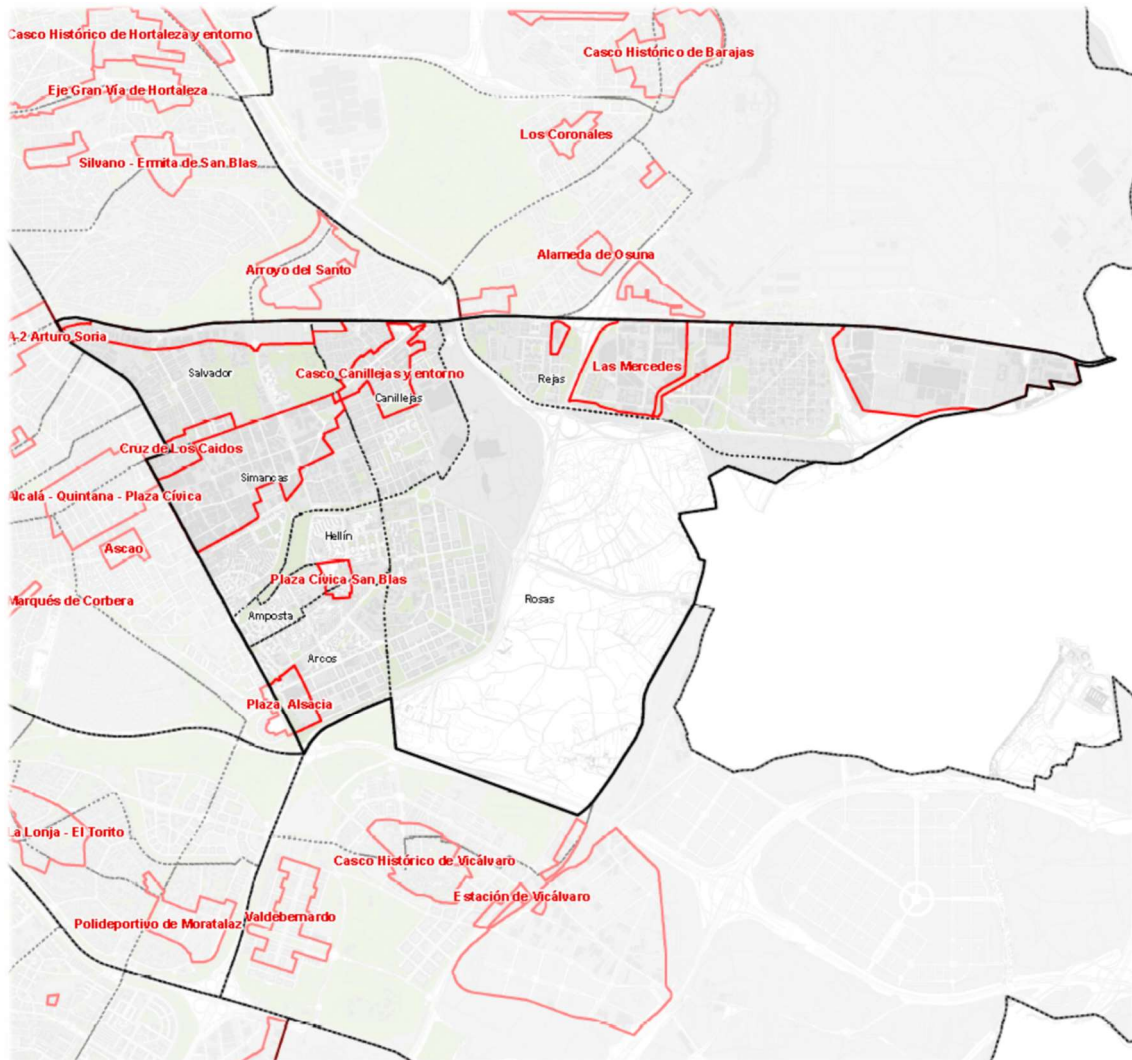 Casco Histórico de Hortaleza y entorno
Casco Histórico de Barajas
Eje Gran Vía de Hortaleza
Los Coronales
Silvano - Ermita de San Blas
Alameda de Osuna
Arroyo del Santo
A-2 Arturo Soria
Salvador
Casco Canillejas y entorno
Las Mercedes
Rejas
Canillejas
Cruz de Los Caidos
Simancas
Alcalá - Quintana - Plaza Cívica
Hellín
Ascao
Plaza Cívica San Blas
Marqués de Corbera
Rosas
Amposta
Arcos
Plaza Alsacia
La Lonja - El Torito
Casco Histórico de Vicálvaro
Estación de Vicálvaro
Polideportivo de Moratalaz
Valdebernardo